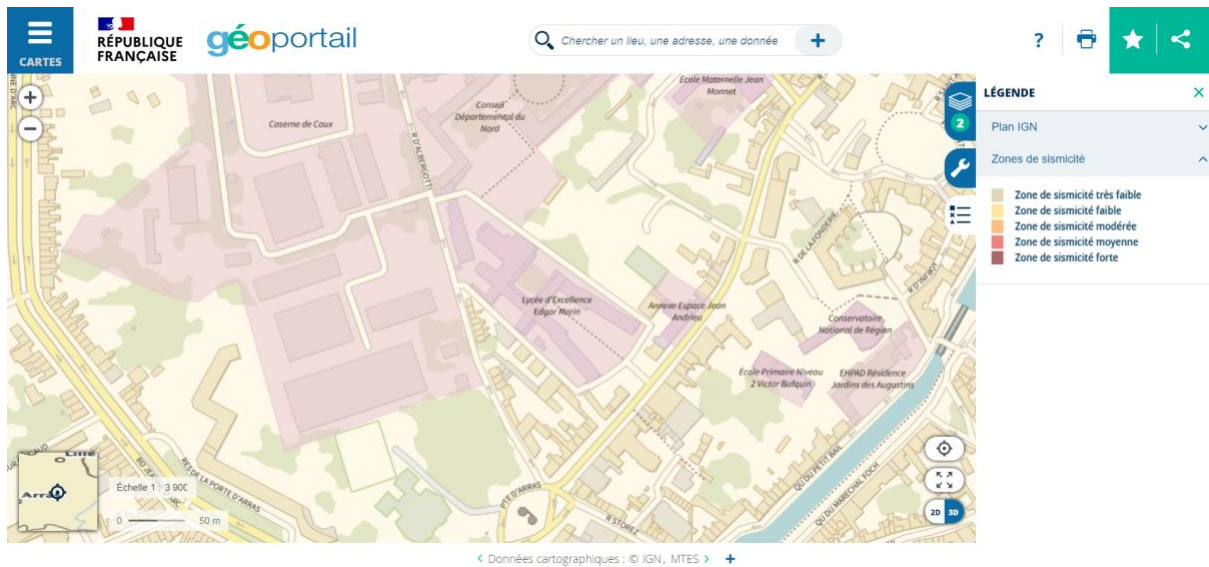 CARTES
RÉPUBLIQUE
FRANÇAISE
géoportail
Chercher un lieu, une adresse, une donnée
+
?
+
−
Caserne de Caux
R D'ALBERGOTTI
Conseil
Départemental du
Nord
Ecole Maternelle Jean
Monnet
2
LÉGENDE
Plan IGN
Zones de sismicité
Zone de sismicité très faible
Zone de sismicité faible
Zone de sismicité modérée
Zone de sismicité moyenne
Zone de sismicité forte
R DE LA FONDERIE
Lycée d'Excellence
Edgar Morin
Annexe Espace Jean
Andrieu
Conservatoire
National de Région
École Primaire Niveau
2 Victor Bufquin
EHPAD Résidence
Jardins des Augustins
RES DE LA PORTE D'ARRAS
PTE D'ARRAS
R STOREZ
QU DU PETIT BAIL
QU DU MARECHAL FOCH
Lille
Arra
Échelle 1 : 3 900
0
50 m
2D
3D
Données cartographiques : © IGN, MTES
+